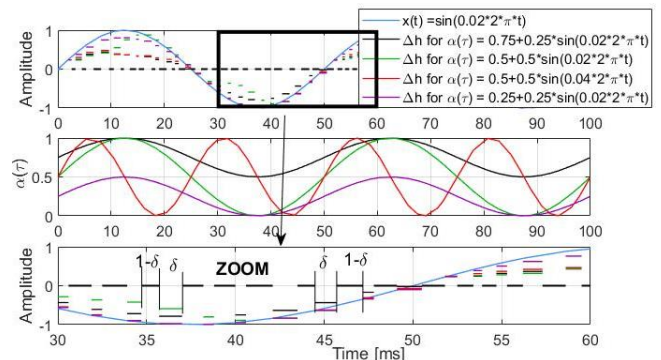 x(t) =sin(0.02*2*π*t)
Δh for α(τ) = 0.75+0.25*sin(0.02*2*π*t)
Δh for α(τ) = 0.5+0.5*sin(0.02*2*π*t)
Δh for α(τ) = 0.5+0.5*sin(0.04*2*π*t)
Δh for α(τ) = 0.25+0.25*sin(0.02*2*π*t)
Amplitude
1
0
-1
0 10 20 30 40 50 60 70 80 90 100
α(τ)
1
0.5
0
0 10 20 30 40 50 60 70 80 90 100
Amplitude
1
0
-1
1-δ δ ZOOM δ 1-δ
30 35 40 45 50 55 60
Time [ms]